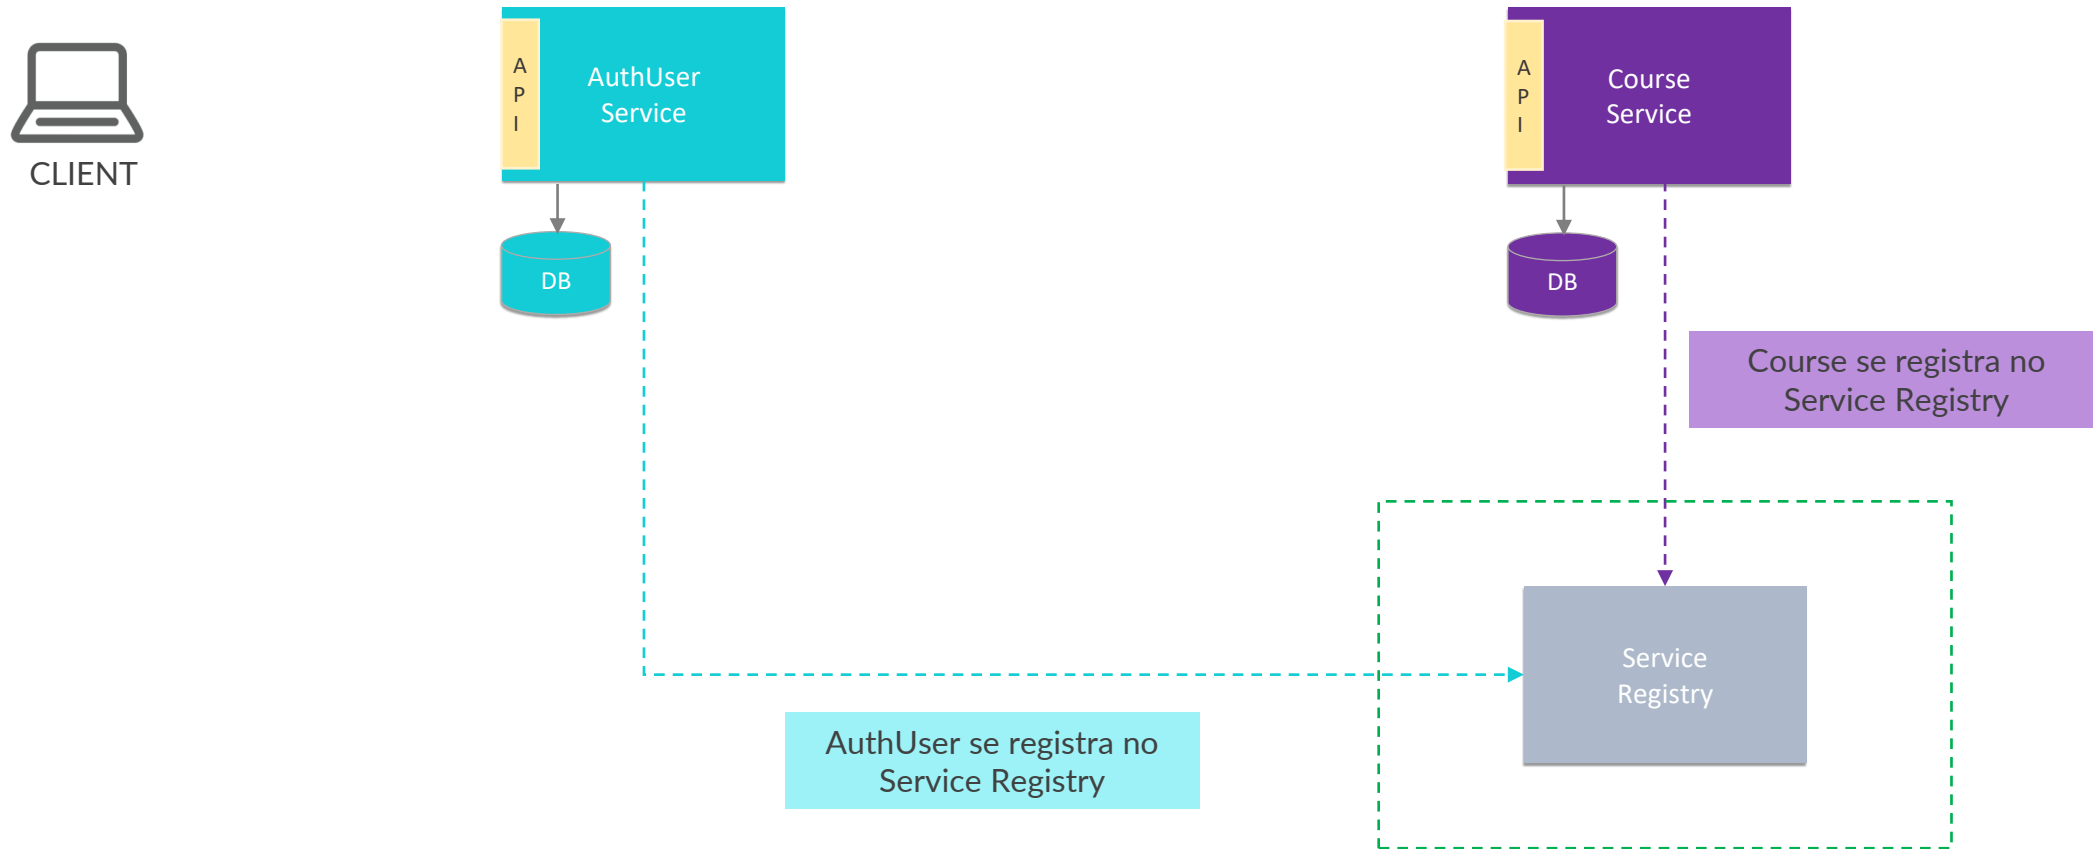 CLIENT
A
P
I
AuthUser
Service
DB
A
P
I
Course
Service
DB
Course se registra no
Service Registry
Service
Registry
AuthUser se registra no
Service Registry